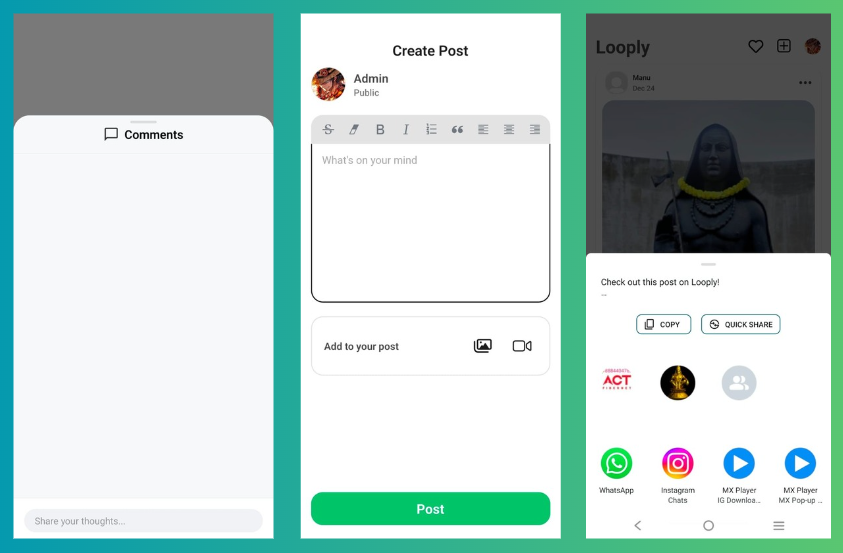 Comments
Share your thoughts...
Create Post
Admin
Public
B
I
What's on your mind
Add to your post
Post
Looply
Manu
Dec 24
Check out this post on Looply!
...
COPY
QUICK SHARE
ACT
WhatsApp
Instagram
Chats
MX Player
IG Downloa...
MX Player
MX Pop-up ...